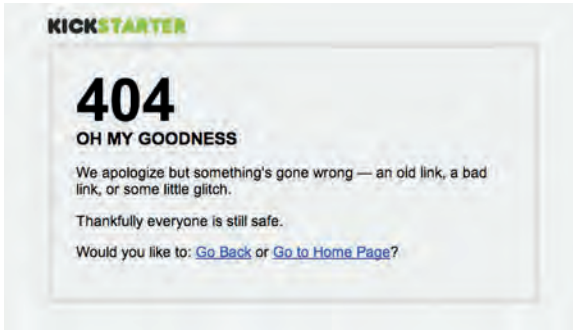 KICKSTARTER
404
OH MY GOODNESS
We apologize but something's gone wrong — an old link, a bad
link, or some little glitch.
Thankfully everyone is still safe.
Would you like to: Go Back or Go to Home Page?